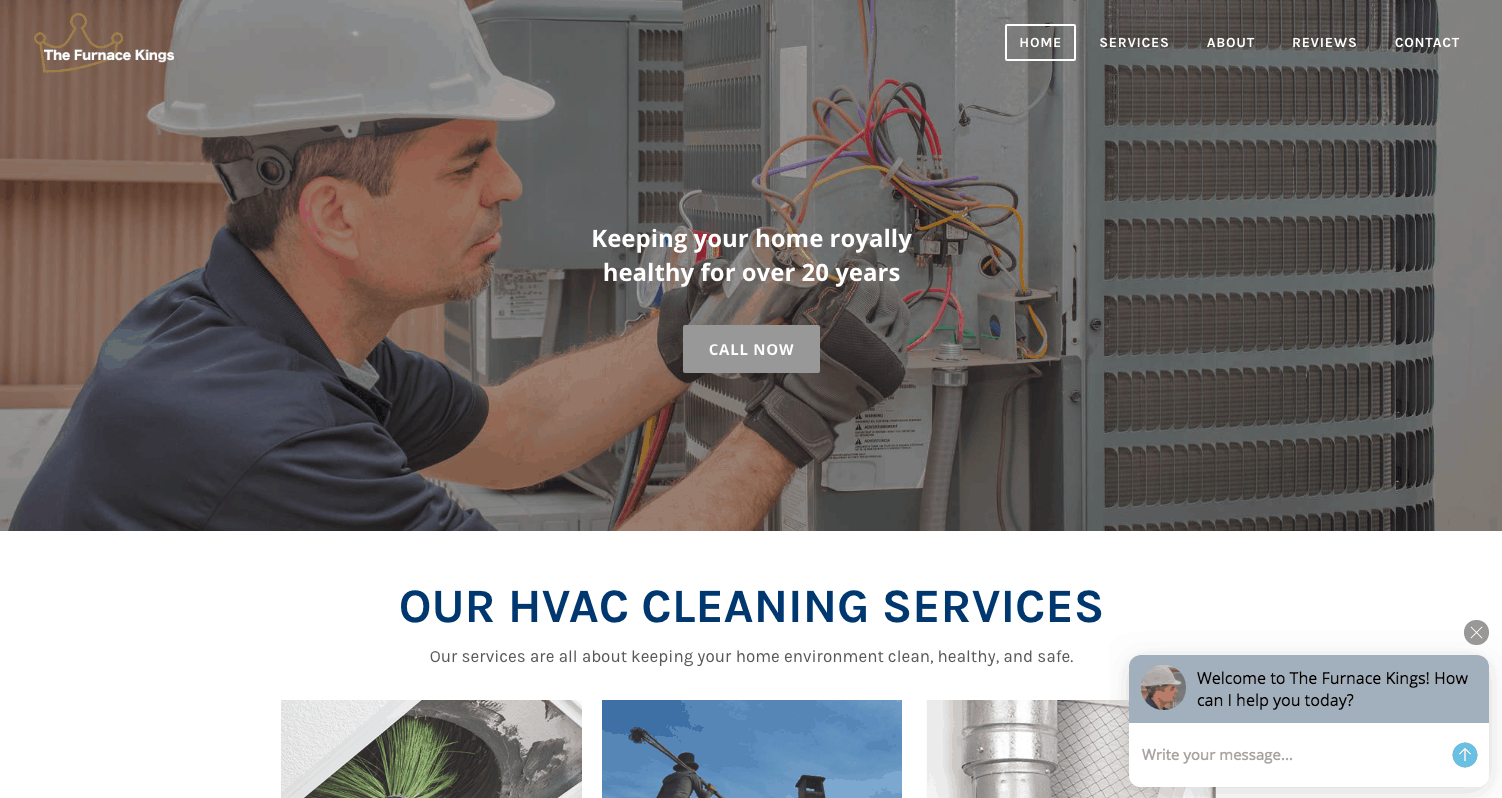 The Furnace Kings
HOME
SERVICES
ABOUT
REVIEWS
CONTACT
Keeping your home royally
healthy for over 20 years
CALL NOW
OUR HVAC CLEANING SERVICES
Our services are all about keeping your home environment clean, healthy, and safe.
Welcome to The Furnace Kings! How
can I help you today?
Write your message...